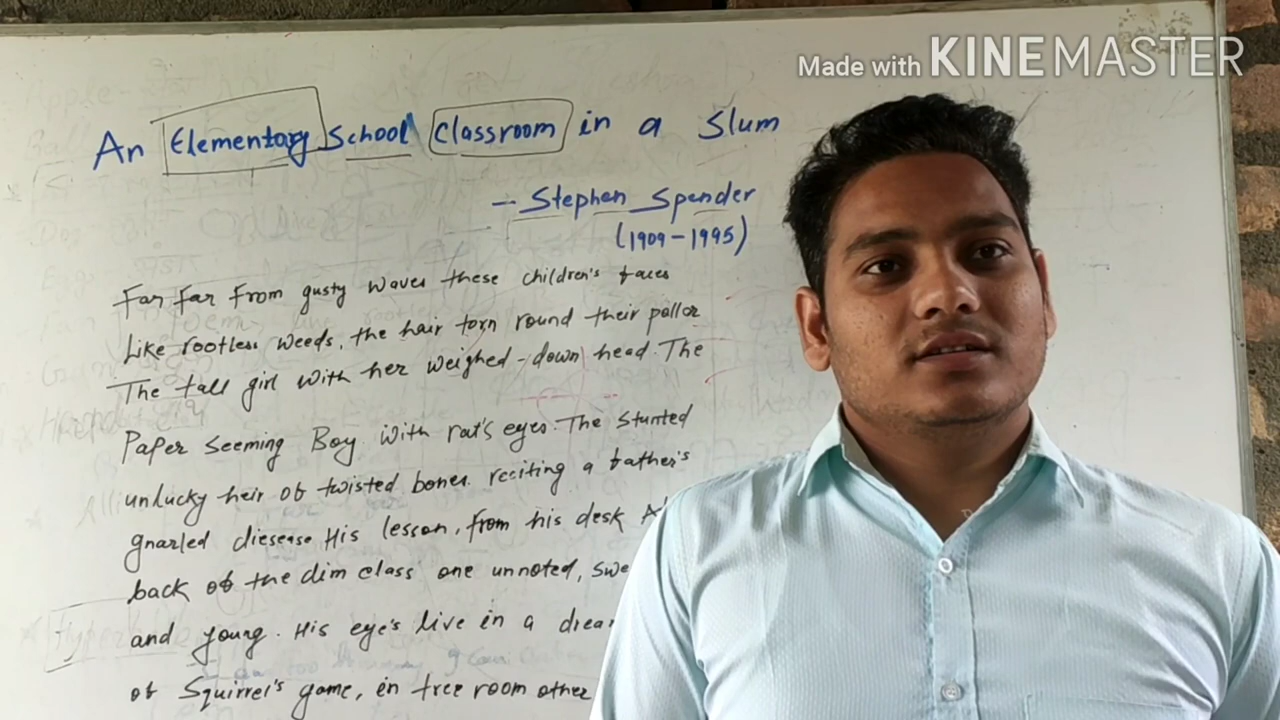 Made with KINEMASTER
An Elementary School Classroom in a Slum
- Stephen Spender
(1909-1995)
Far Far From gusty waves these children's faces
Like rootless weeds, the hair torn round their pallor
The tall girl with her weighed-down head. The
Paper Seeming Boy with rat's eyes. The stunted
unlucky heir of twisted bones. reciting a father's
gnarled diesease His lesson, from his desk
back of the dim class one unnoted,
and young. His eye's live in a
of Squirrel's game, in tree room other